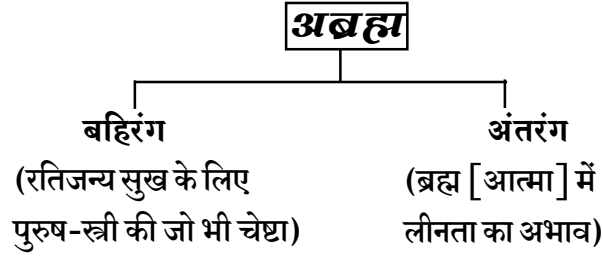 अब्रह्म
बहिरंग
(रतिजन्य सुख के लिए
पुरुष-स्त्री की जो भी चेष्टा)
अंतरंग
(ब्रह्म [आत्मा] में
लीनता का अभाव)